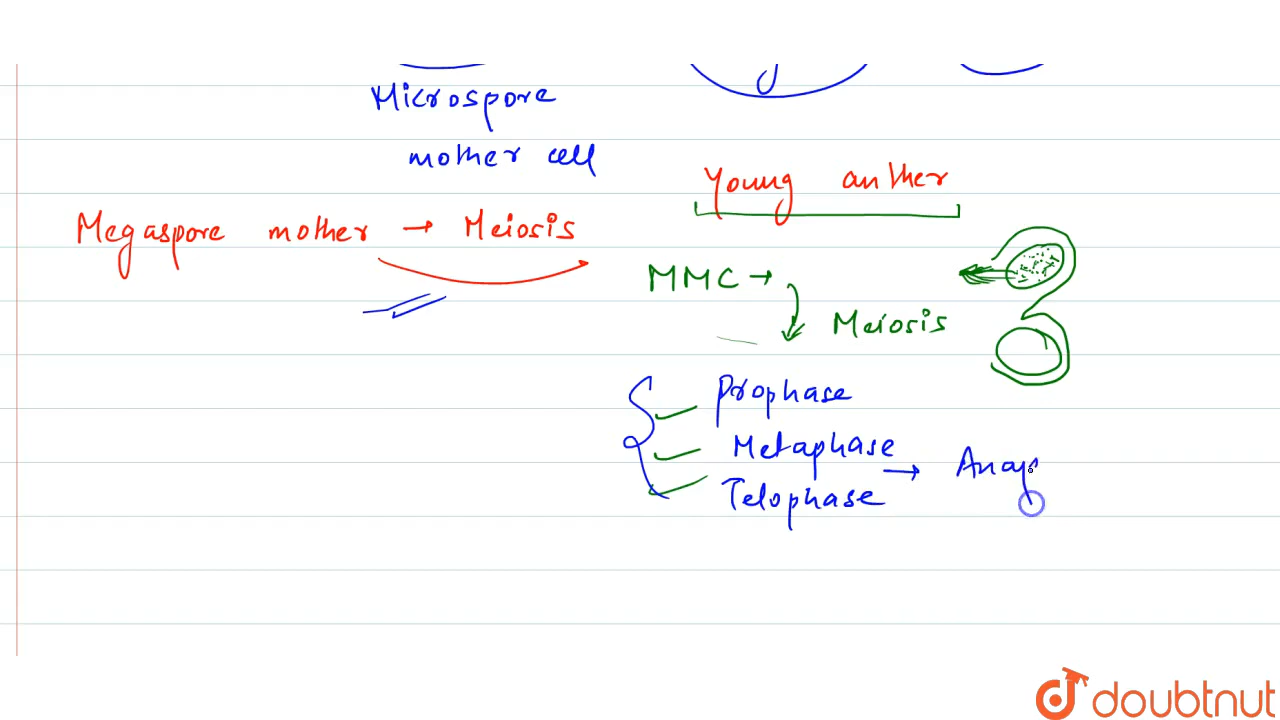 Microspore
mother cell
Young anther
Megaspore mother → Meiosis
MMC →
Meiosis
Prophase
Metaphase
Telophase → Anap
doubtnut